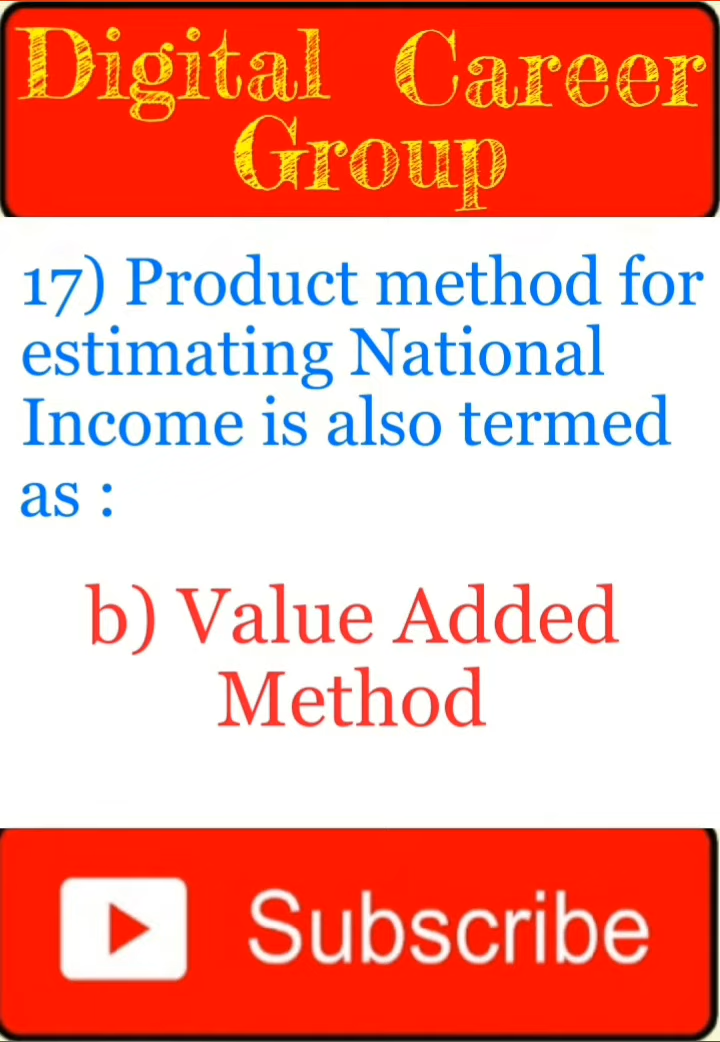 Digital Career
Group
17) Product method for
estimating National
Income is also termed
as :
b) Value Added
Method
Subscribe